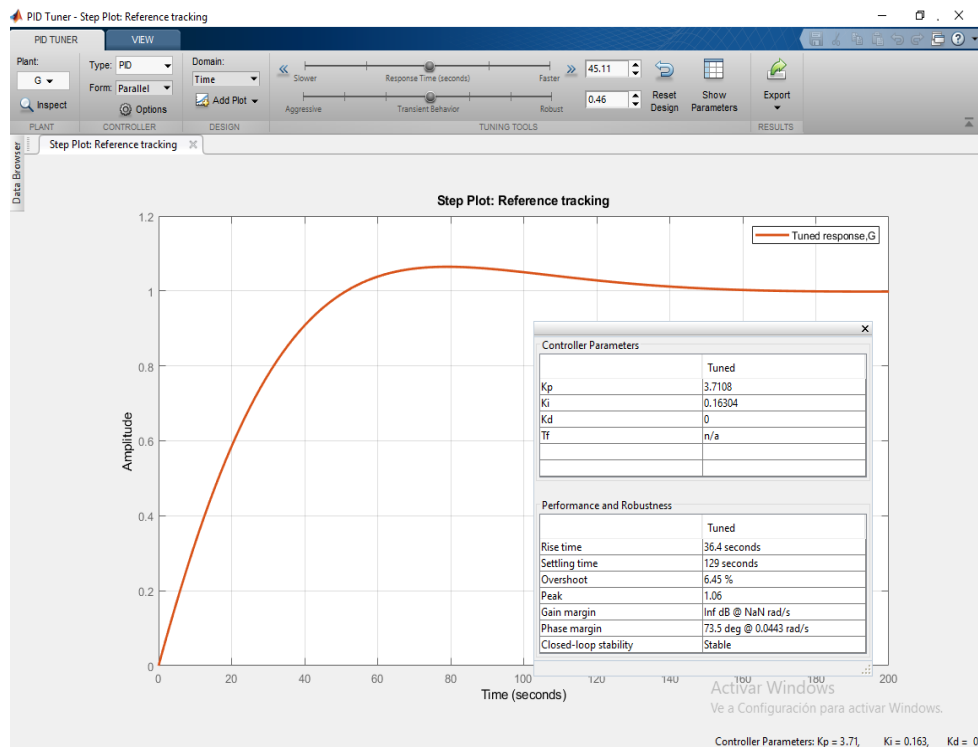 PID Tuner - Step Plot: Reference tracking
PID TUNER VIEW
Plant:
G
Inspect
PLANT
Type: PID
Form: Parallel
Options
CONTROLLER
Domain:
Time
Add Plot
DESIGN
Slower Response Time (seconds) Faster 45.11
Aggressive Transient Behavior Robust 0.46
TUNING TOOLS
Reset Design
Show Parameters
Export
RESULTS
Data Browser
Step Plot: Reference tracking
Step Plot: Reference tracking
Tuned response,G
Amplitude
1.2
1
0.8
0.6
0.4
0.2
0
0 20 40 60 80 100 120 140 160 180 200
Time (seconds)
Controller Parameters
Tuned
Kp 3.7108
Ki 0.16304
Kd 0
Tf n/a
Performance and Robustness
Tuned
Rise time 36.4 seconds
Settling time 129 seconds
Overshoot 6.45 %
Peak 1.06
Gain margin Inf dB @ NaN rad/s
Phase margin 73.5 deg @ 0.0443 rad/s
Closed-loop stability Stable
Activar Windows
Ve a Configuración para activar Windows.
Controller Parameters: Kp = 3.71, Ki = 0.163, Kd = 0